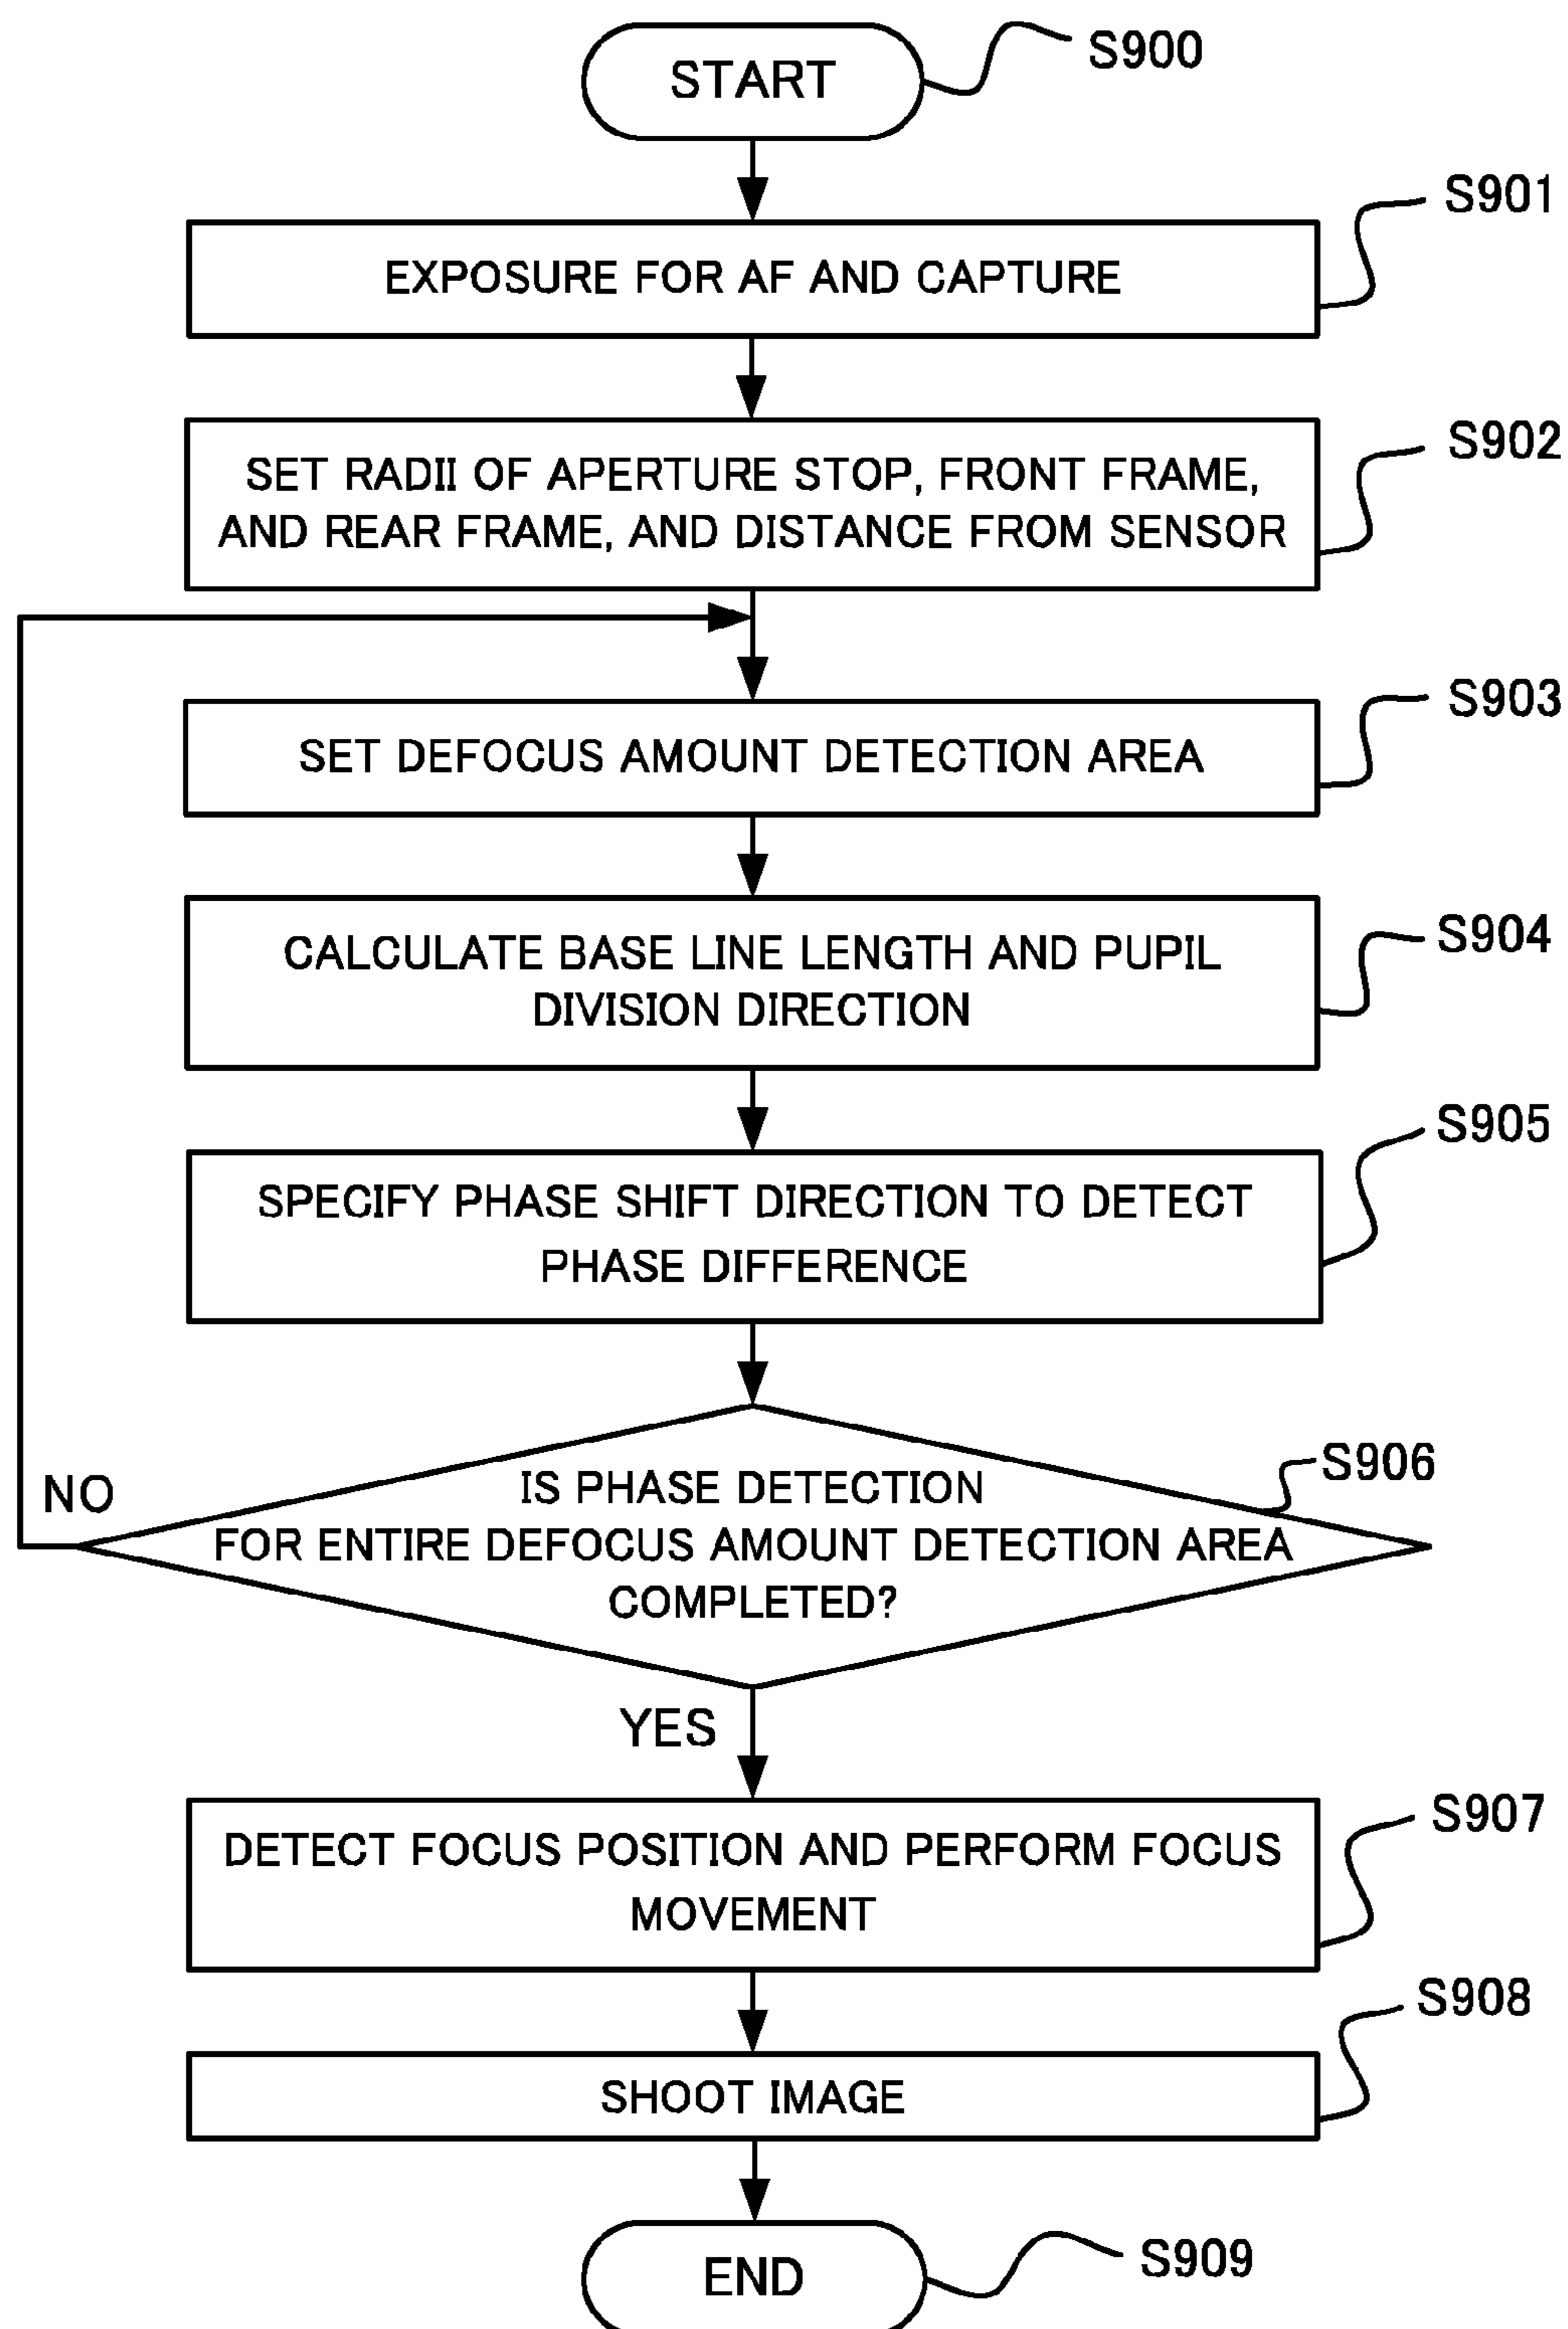 START
S900
S901
EXPOSURE FOR AF AND CAPTURE
S902
SET RADII OF APERTURE STOP, FRONT FRAME,
AND REAR FRAME, AND DISTANCE FROM SENSOR
S903
SET DEFOCUS AMOUNT DETECTION AREA
S904
CALCULATE BASE LINE LENGTH AND PUPIL
DIVISION DIRECTION
S905
SPECIFY PHASE SHIFT DIRECTION TO DETECT
PHASE DIFFERENCE
S906
NO
IS PHASE DETECTION
FOR ENTIRE DEFOCUS AMOUNT DETECTION AREA
COMPLETED?
YES
S907
DETECT FOCUS POSITION AND PERFORM FOCUS
MOVEMENT
S908
SHOOT IMAGE
END
S909